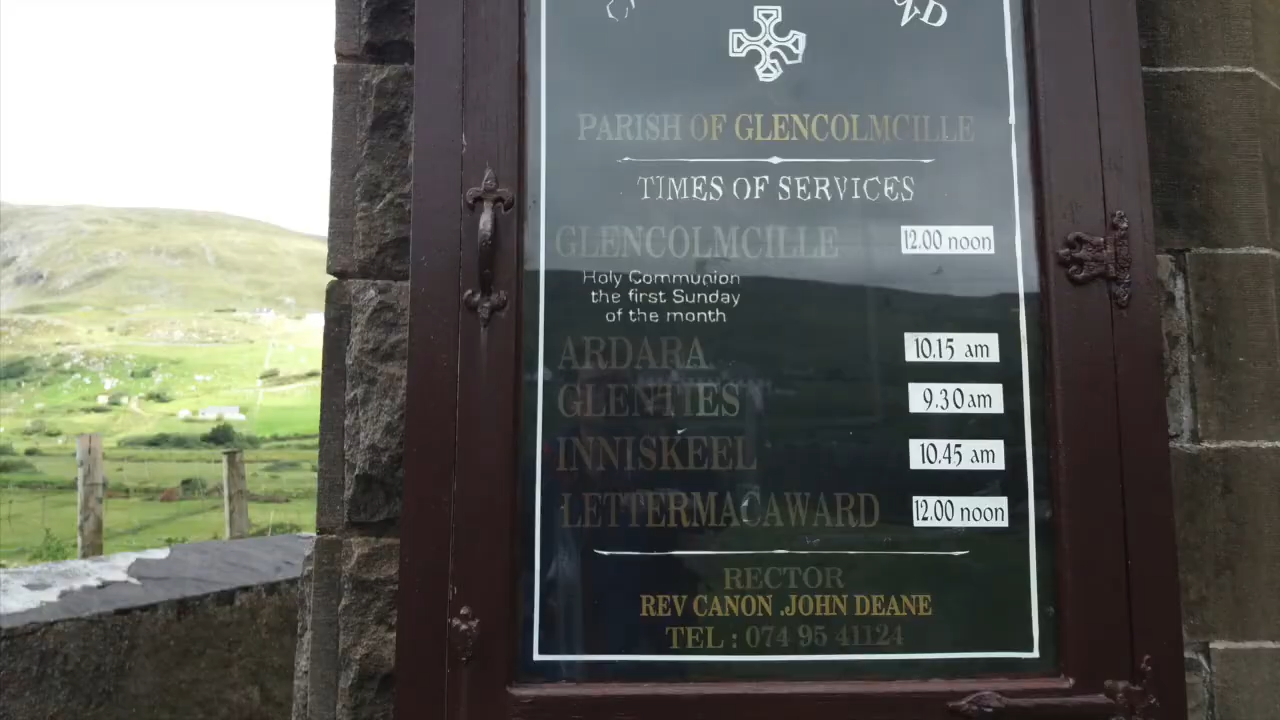 PARISH OF GLENCOLMCILLE
TIMES OF SERVICES
GLENCOLMCILLE 12.00 noon
Holy Communion
the first Sunday
of the month
ARDARA 10.15 am
GLENTIES 9.30am
INNISKEEL 10.45 am
LETTERMACAWARD 12.00 noon
RECTOR
REV CANON .JOHN DEANE
TEL : 074 95 41124